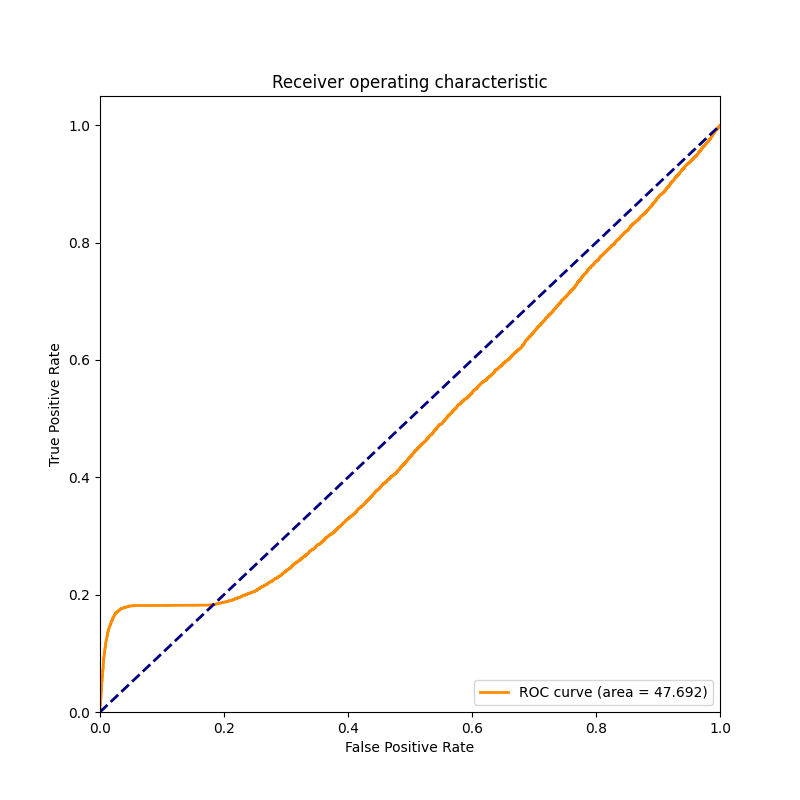 Receiver operating characteristic
True Positive Rate
1.0
0.8
0.6
0.4
0.2
0.0
ROC curve (area = 47.692)
0.0 0.2 0.4 0.6 0.8 1.0
False Positive Rate